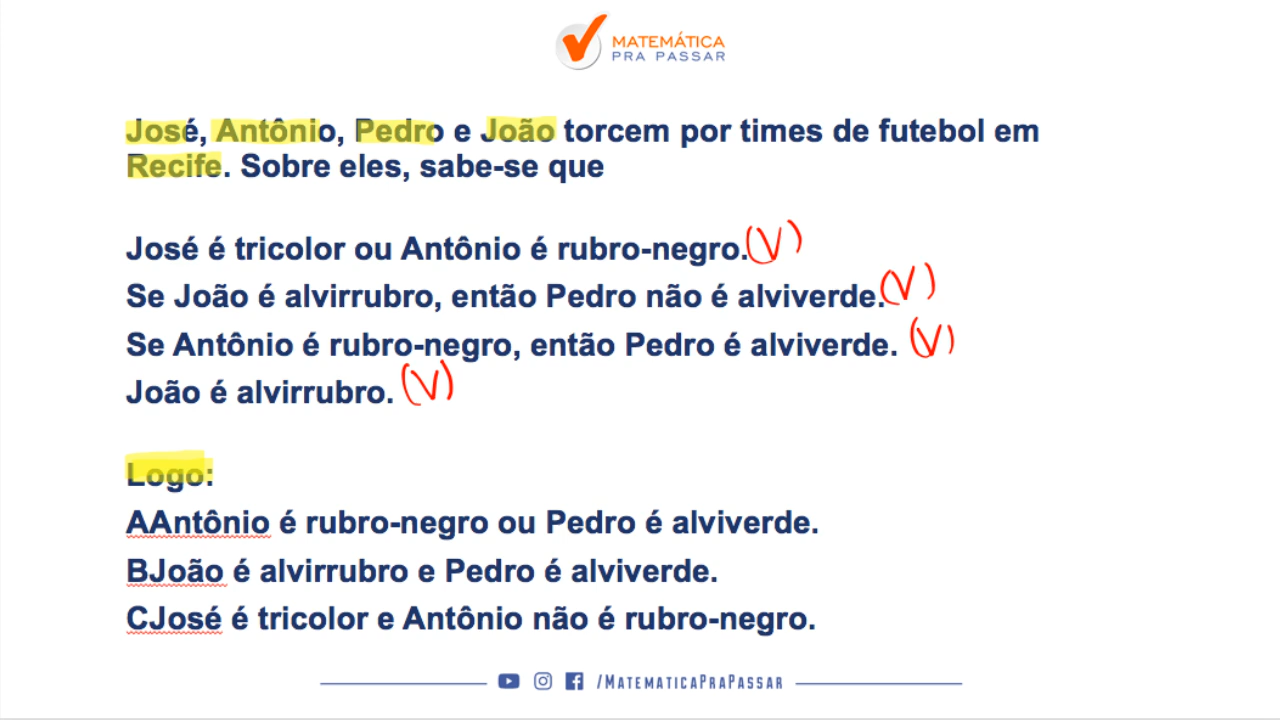 MATEMÁTICA
PRA PASSAR
José, Antônio, Pedro e João torcem por times de futebol em
Recife. Sobre eles, sabe-se que
José é tricolor ou Antônio é rubro-negro. (V)
Se João é alvirrubro, então Pedro não é alviverde. (V)
Se Antônio é rubro-negro, então Pedro é alviverde. (V)
João é alvirrubro. (V)
Logo:
AAntônio é rubro-negro ou Pedro é alviverde.
BJoão é alvirrubro e Pedro é alviverde.
CJosé é tricolor e Antônio não é rubro-negro.
/MATEMATICAPRAPASSAR